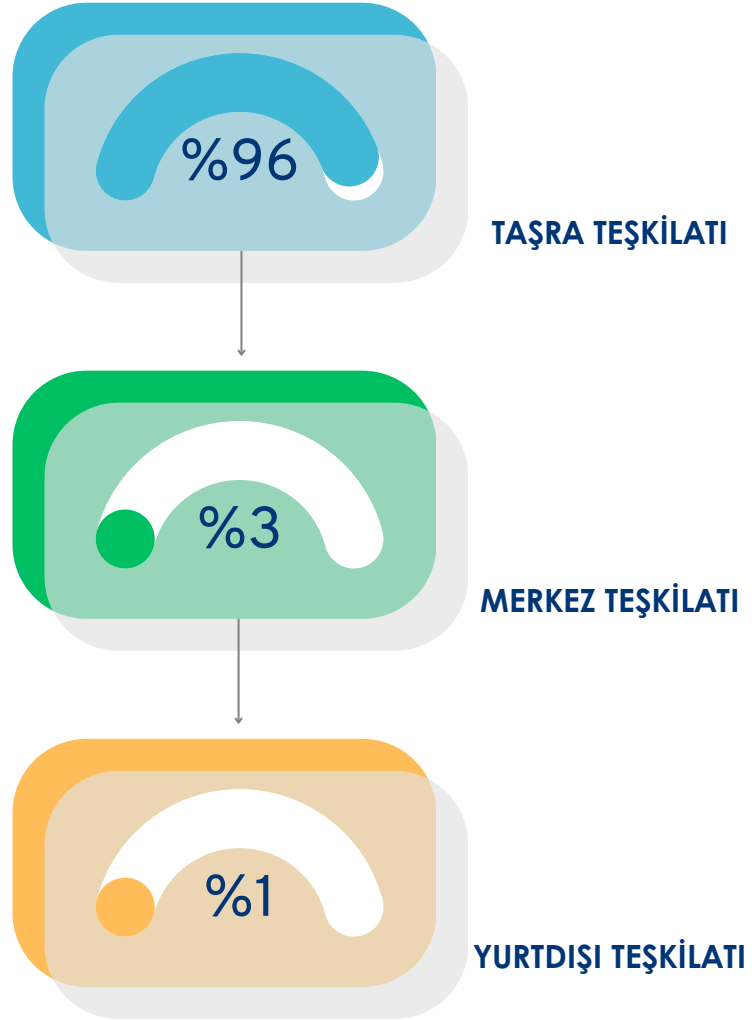 %96
TAŞRA TEŞKİLATI
%3
MERKEZ TEŞKİLATI
%1
YURTDIŞI TEŞKİLATI